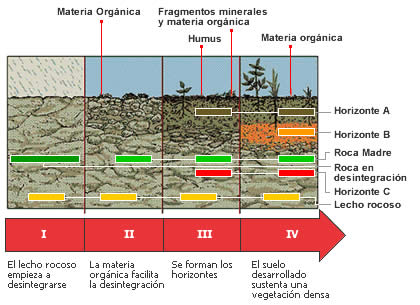 Materia Orgánica
Fragmentos minerales
y materia orgánica
Humus
Materia orgánica
Horizonte A
Horizonte B
Roca Madre
Roca en
desintegración
Horizonte C
Lecho rocoso
I
II
III
IV
El lecho rocoso
empieza a
desintegrarse
La materia
orgánica facilita
la desintegración
Se forman los
horizontes
El suelo
desarrollado
sustenta una
vegetación densa